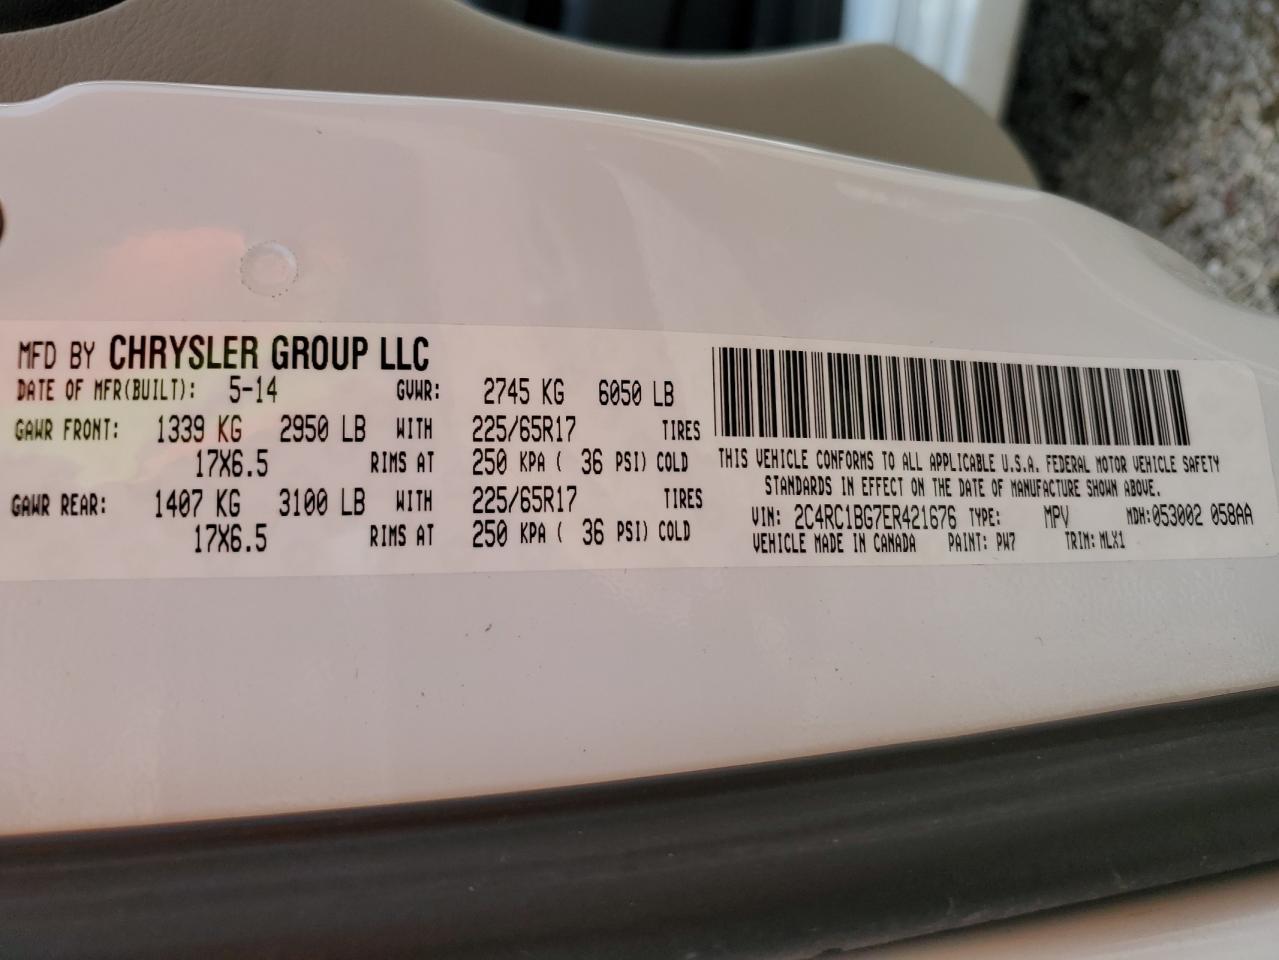 MFD BY CHRYSLER GROUP LLC
DATE OF MFR(BUILT): 5-14 GVWR: 2745 KG 6050 LB
GAWR FRONT: 1339 KG 2950 LB WITH 225/65R17 TIRES
17X6.5 RIMS AT 250 KPA ( 36 PSI) COLD
GAWR REAR: 1407 KG 3100 LB WITH 225/65R17 TIRES
17X6.5 RIMS AT 250 KPA ( 36 PSI) COLD
THIS VEHICLE CONFORMS TO ALL APPLICABLE U.S.A. FEDERAL MOTOR VEHICLE SAFETY
STANDARDS IN EFFECT ON THE DATE OF MANUFACTURE SHOWN ABOVE.
VIN: 2C4RC1BG7ER421676 TYPE: MPV MDH:053002 058AA
VEHICLE MADE IN CANADA PAINT: PW7 TRIM: MLX1